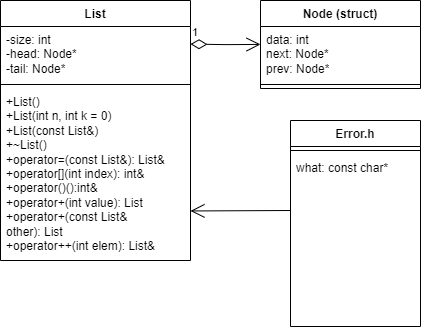 List
-size: int
-head: Node*
-tail: Node*
+List()
+List(int n, int k = 0)
+List(const List&)
+~List()
+operator=(const List&): List&
+operator[](int index): int&
+operator()():int&
+operator+(int value): List
+operator+(const List&
other): List
+operator++(int elem): List&
1
Node (struct)
data: int
next: Node*
prev: Node*
Error.h
what: const char*